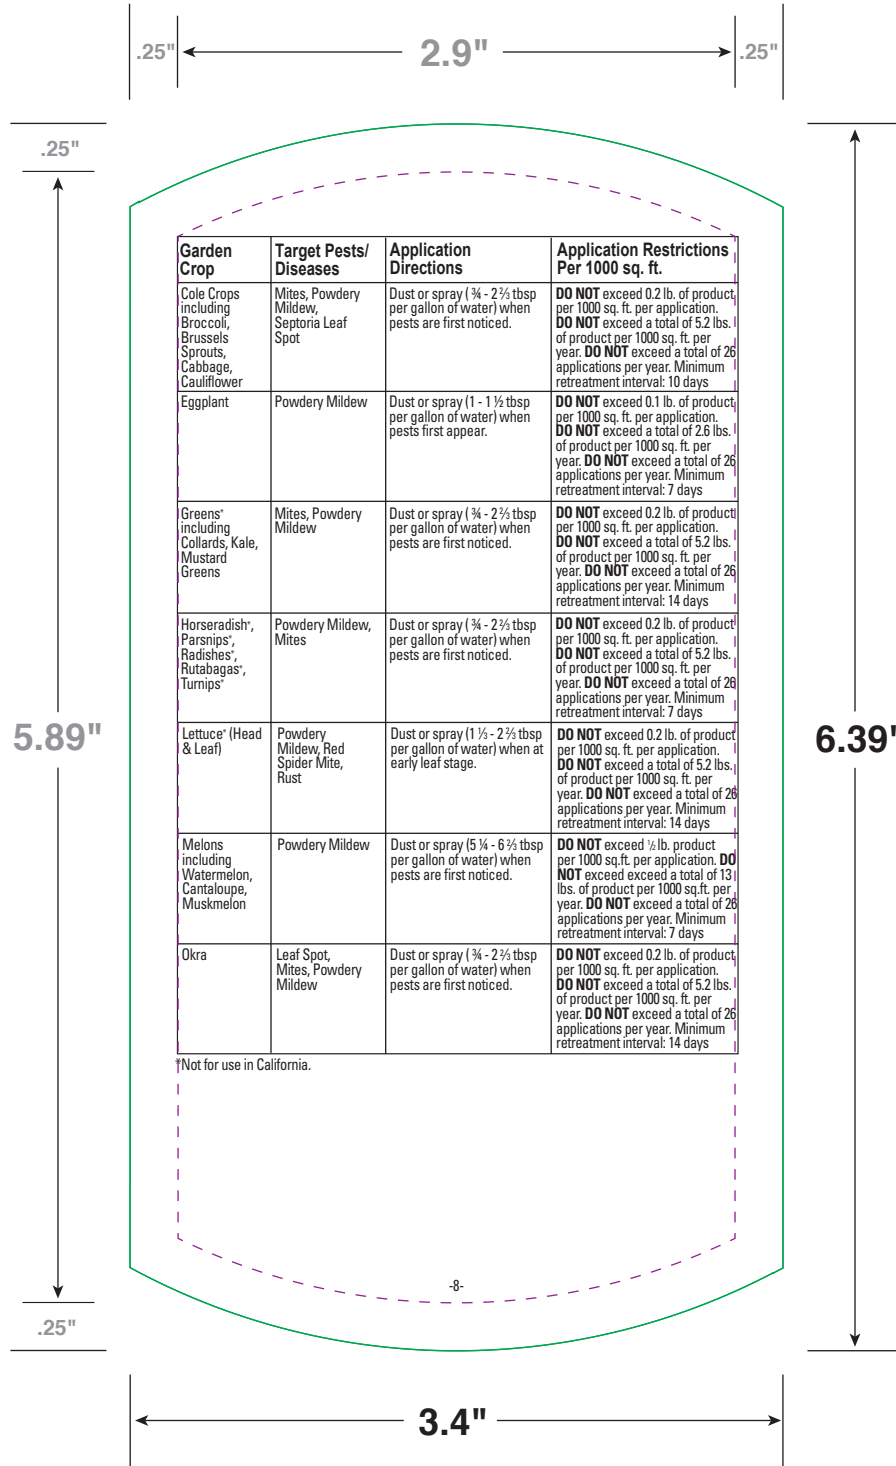 .25"
2.9"
.25"
.25"
Garden
Crop
Target Pests/
Diseases
Application
Directions
Application Restrictions
Per 1000 sq. ft.
Cole Crops
including
Broccoli,
Brussels
Sprouts,
Cabbage,
Cauliflower
Mites, Powdery
Mildew,
Septoria Leaf
Spot
Dust or spray ( ¾ - 2 ⅔ tbsp
per gallon of water) when
pests are first noticed.
DO NOT exceed 0.2 lb. of product
per 1000 sq. ft. per application.
DO NOT exceed a total of 5.2 lbs.
of product per 1000 sq. ft. per
year. DO NOT exceed a total of 26
applications per year. Minimum
retreatment interval: 10 days
Eggplant
Powdery Mildew
Dust or spray (1 - 1 ½ tbsp
per gallon of water) when
pests first appear.
DO NOT exceed 0.1 lb. of product
per 1000 sq. ft. per application.
DO NOT exceed a total of 2.6 lbs.
of product per 1000 sq. ft. per
year. DO NOT exceed a total of 26
applications per year. Minimum
retreatment interval: 7 days
Greens*
including
Collards, Kale,
Mustard
Greens
Mites, Powdery
Mildew
Dust or spray ( ¾ - 2 ⅔ tbsp
per gallon of water) when
pests are first noticed.
DO NOT exceed 0.2 lb. of product
per 1000 sq. ft. per application.
DO NOT exceed a total of 5.2 lbs.
of product per 1000 sq. ft. per
year. DO NOT exceed a total of 26
applications per year. Minimum
retreatment interval: 14 days
Horseradish*,
Parsnips*,
Radishes*,
Rutabagas*,
Turnips*
Powdery Mildew,
Mites
Dust or spray ( ¾ - 2 ⅔ tbsp
per gallon of water) when
pests are first noticed.
DO NOT exceed 0.2 lb. of product
per 1000 sq. ft. per application.
DO NOT exceed a total of 5.2 lbs.
of product per 1000 sq. ft. per
year. DO NOT exceed a total of 26
applications per year. Minimum
retreatment interval: 7 days
Lettuce* (Head
& Leaf)
Powdery
Mildew, Red
Spider Mite,
Rust
Dust or spray (1 ⅓ - 2 ⅔ tbsp
per gallon of water) when at
early leaf stage.
DO NOT exceed 0.2 lb. of product
per 1000 sq. ft. per application.
DO NOT exceed a total of 5.2 lbs.
of product per 1000 sq. ft. per
year. DO NOT exceed a total of 26
applications per year. Minimum
retreatment interval: 14 days
Melons
including
Watermelon,
Cantaloupe,
Muskmelon
Powdery Mildew
Dust or spray (5 ¼ - 6 ⅔ tbsp
per gallon of water) when
pests are first noticed.
DO NOT exceed ½ lb. product
per 1000 sq.ft. per application. DO
NOT exceed exceed a total of 13
lbs. of product per 1000 sq.ft. per
year. DO NOT exceed a total of 26
applications per year. Minimum
retreatment interval: 7 days
Okra
Leaf Spot,
Mites, Powdery
Mildew
Dust or spray ( ¾ - 2 ⅔ tbsp
per gallon of water) when
pests are first noticed.
DO NOT exceed 0.2 lb. of product
per 1000 sq. ft. per application.
DO NOT exceed a total of 5.2 lbs.
of product per 1000 sq. ft. per
year. DO NOT exceed a total of 26
applications per year. Minimum
retreatment interval: 14 days
*Not for use in California.
5.89"
6.39"
-8-
.25"
3.4"